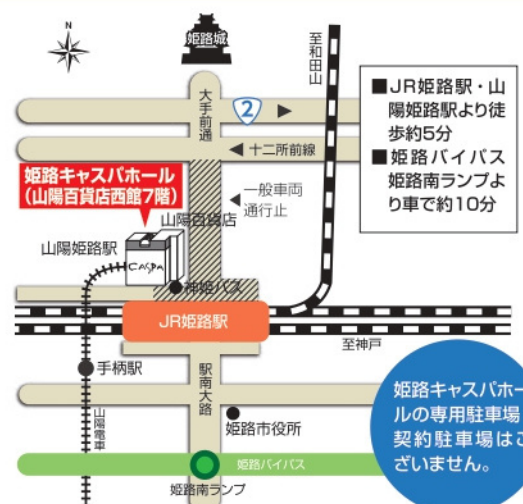 N
姫路城
至和田山
大手前通
2
十二所前線
■JR姫路駅・山
陽姫路駅より徒
歩約5分
■姫路バイパス
姫路南ランプよ
り車で約10分
姫路キャスパホール
(山陽百貨店西館7階)
一般車両
通行止
山陽百貨店
山陽姫路駅
CASPA
神姫バス
JR姫路駅
至神戸
手柄駅
駅南大路
山陽電車
姫路市役所
姫路バイパス
姫路南ランプ
姫路キャスパホー
ルの専用駐車場
契約駐車場はご
ざいません。